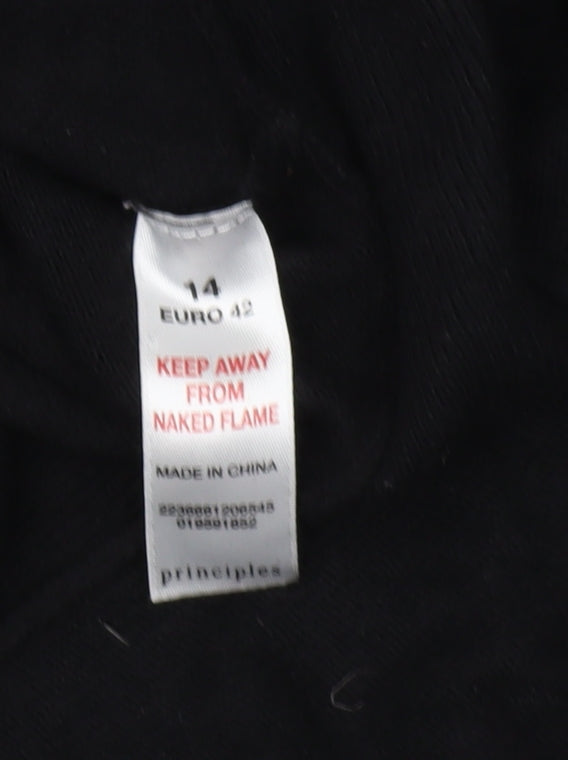 14
EURO 42
KEEP AWAY
FROM
NAKED FLAME
MADE IN CHINA
principles